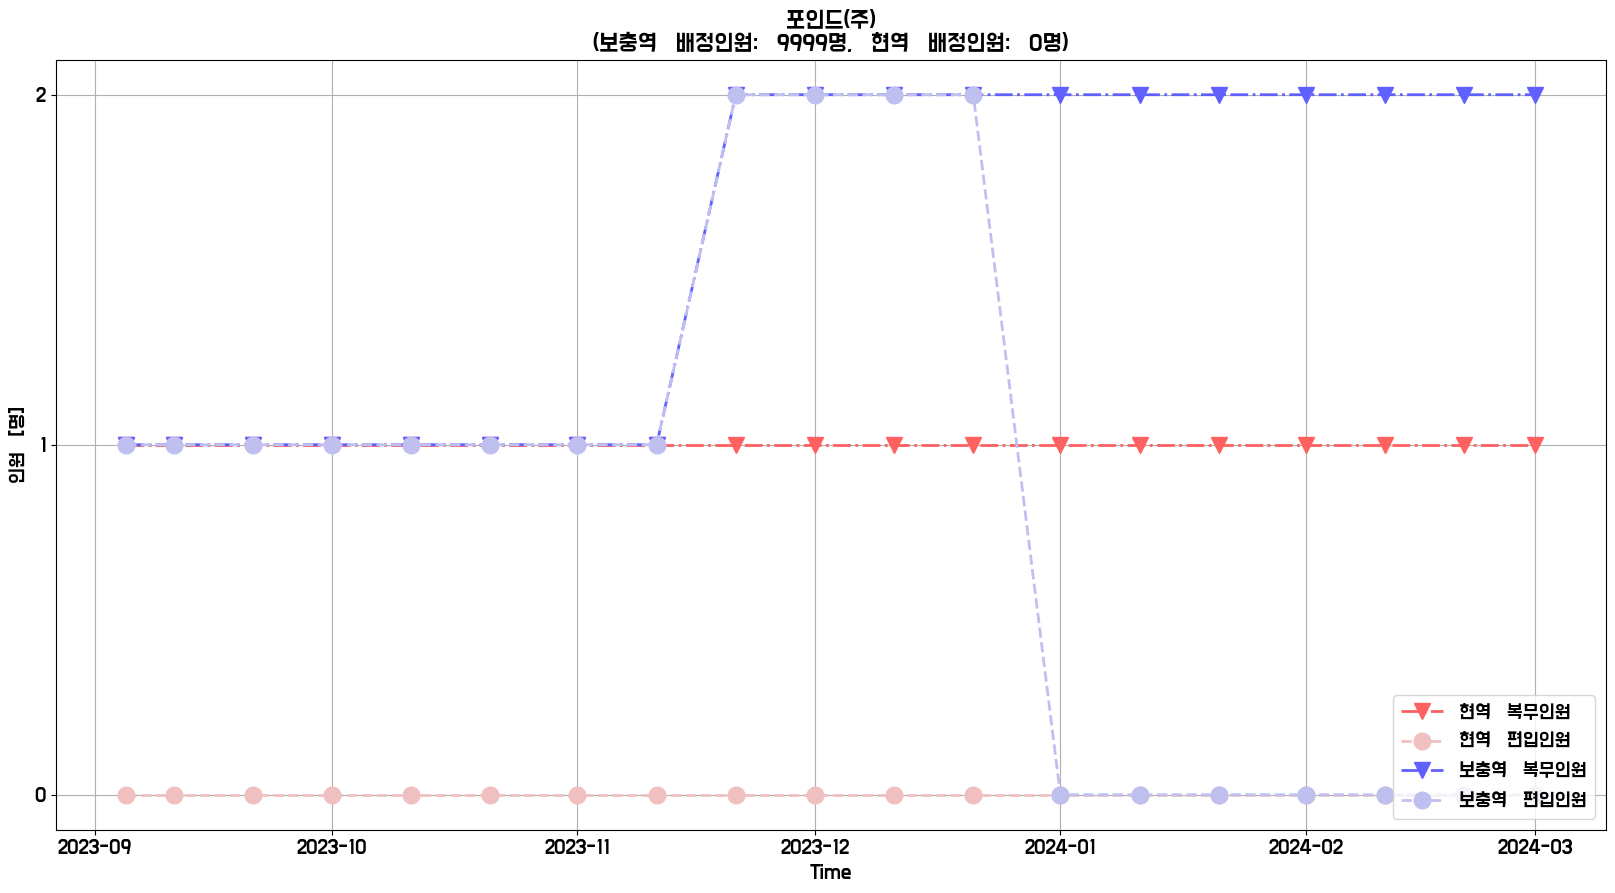 포인드(주)
(보충역 배정인원: 9999명, 현역 배정인원: 0명)
2
1
0
인원 [명]
2023-09 2023-10 2023-11 2023-12 2024-01 2024-02 2024-03
Time
현역 복무인원
현역 편입인원
보충역 복무인원
보충역 편입인원